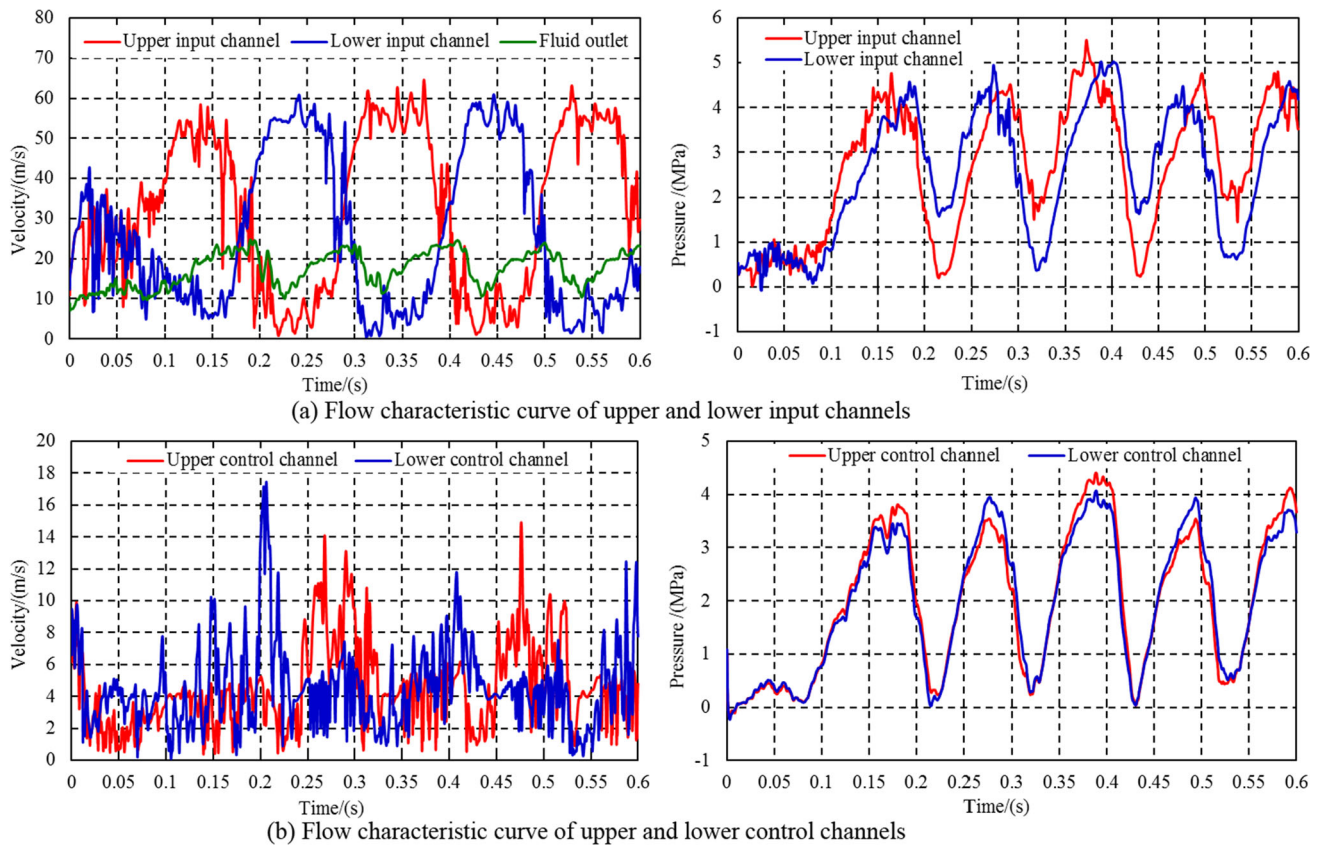 80
70
60
50
40
30
20
10
0
Velocity/(m/s)
Upper input channel Lower input channel Fluid outlet
0 0.05 0.1 0.15 0.2 0.25 0.3 0.35 0.4 0.45 0.5 0.55 0.6
Time/(s)
6
5
4
3
2
1
0
-1
Pressure /(MPa)
Upper input channel
Lower input channel
0 0.05 0.1 0.15 0.2 0.25 0.3 0.35 0.4 0.45 0.5 0.55 0.6
Time/(s)
(a) Flow characteristic curve of upper and lower input channels
20
18
16
14
12
10
8
6
4
2
0
Velocity/(m/s)
Upper control channel Lower control channel
0 0.05 0.1 0.15 0.2 0.25 0.3 0.35 0.4 0.45 0.5 0.55 0.6
Time/(s)
5
4
3
2
1
0
-1
Pressure /(MPa)
Upper control channel Lower control channel
0 0.05 0.1 0.15 0.2 0.25 0.3 0.35 0.4 0.45 0.5 0.55 0.6
Time/(s)
(b) Flow characteristic curve of upper and lower control channels